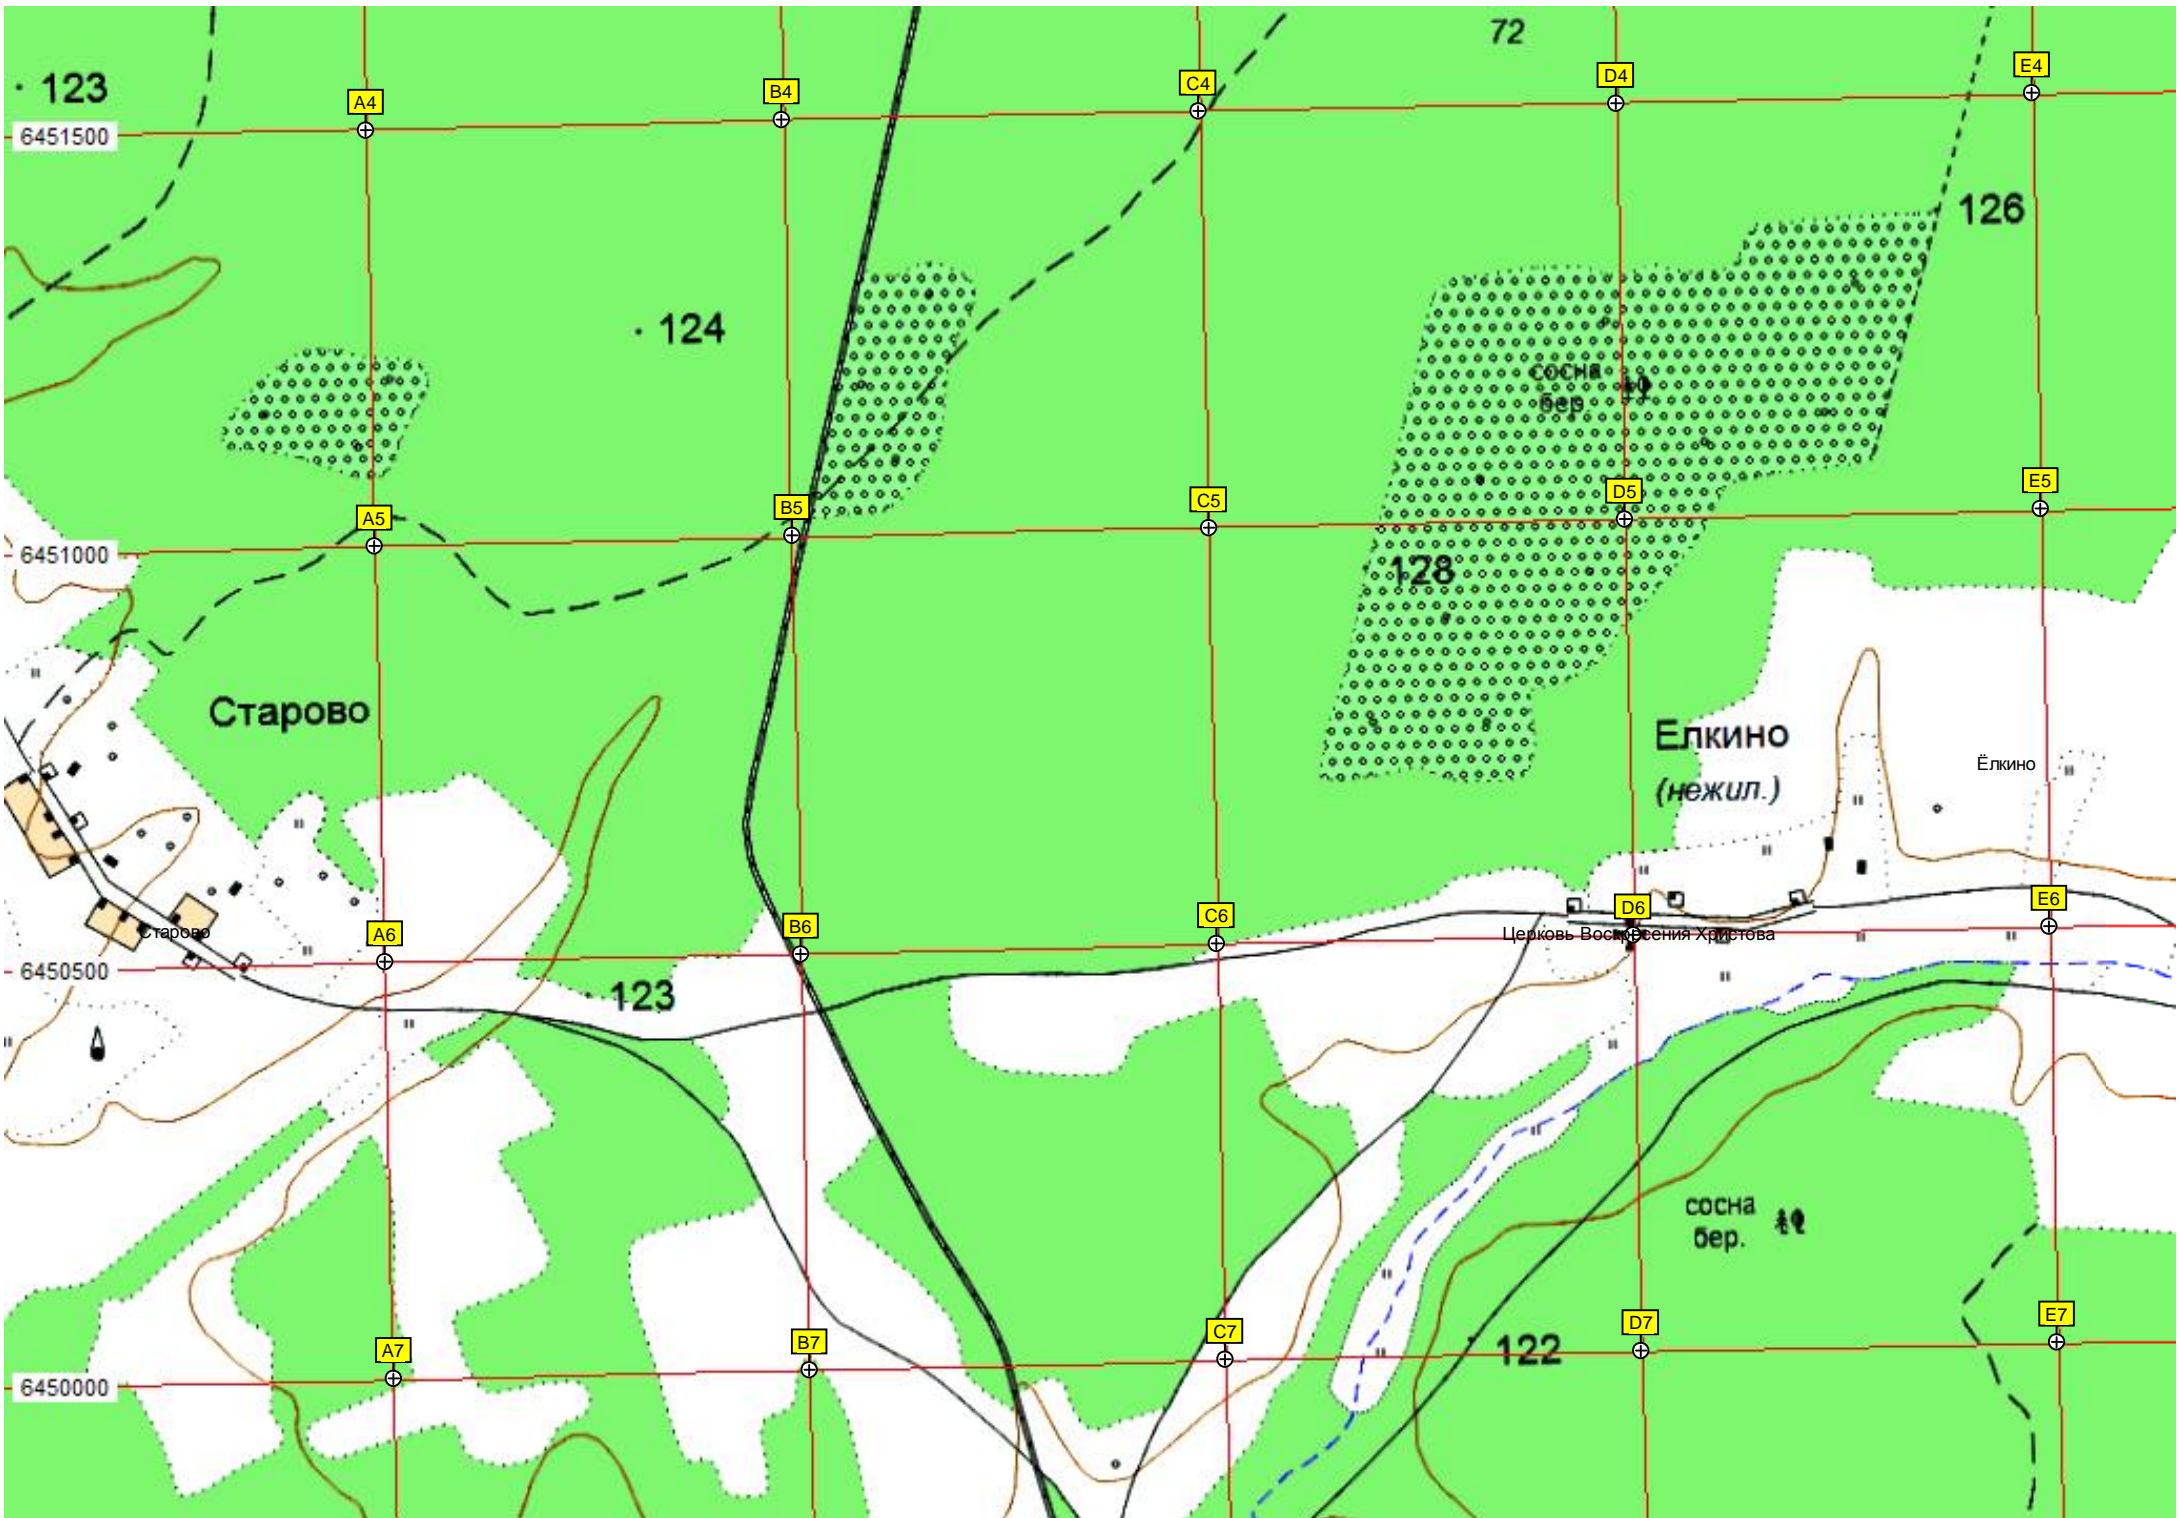 72
E4
D4
C4
B4
A4
123
6451500
126
124
сосна
бер.
E5
D5
C5
B5
A5
6451000
128
Старово
Елкино
(нежил.)
Ёлкино
E6
D6
C6
B6
A6
Старово
Церковь Воскресения Христова
6450500
123
сосна
бер.
E7
D7
C7
B7
A7
122
6450000